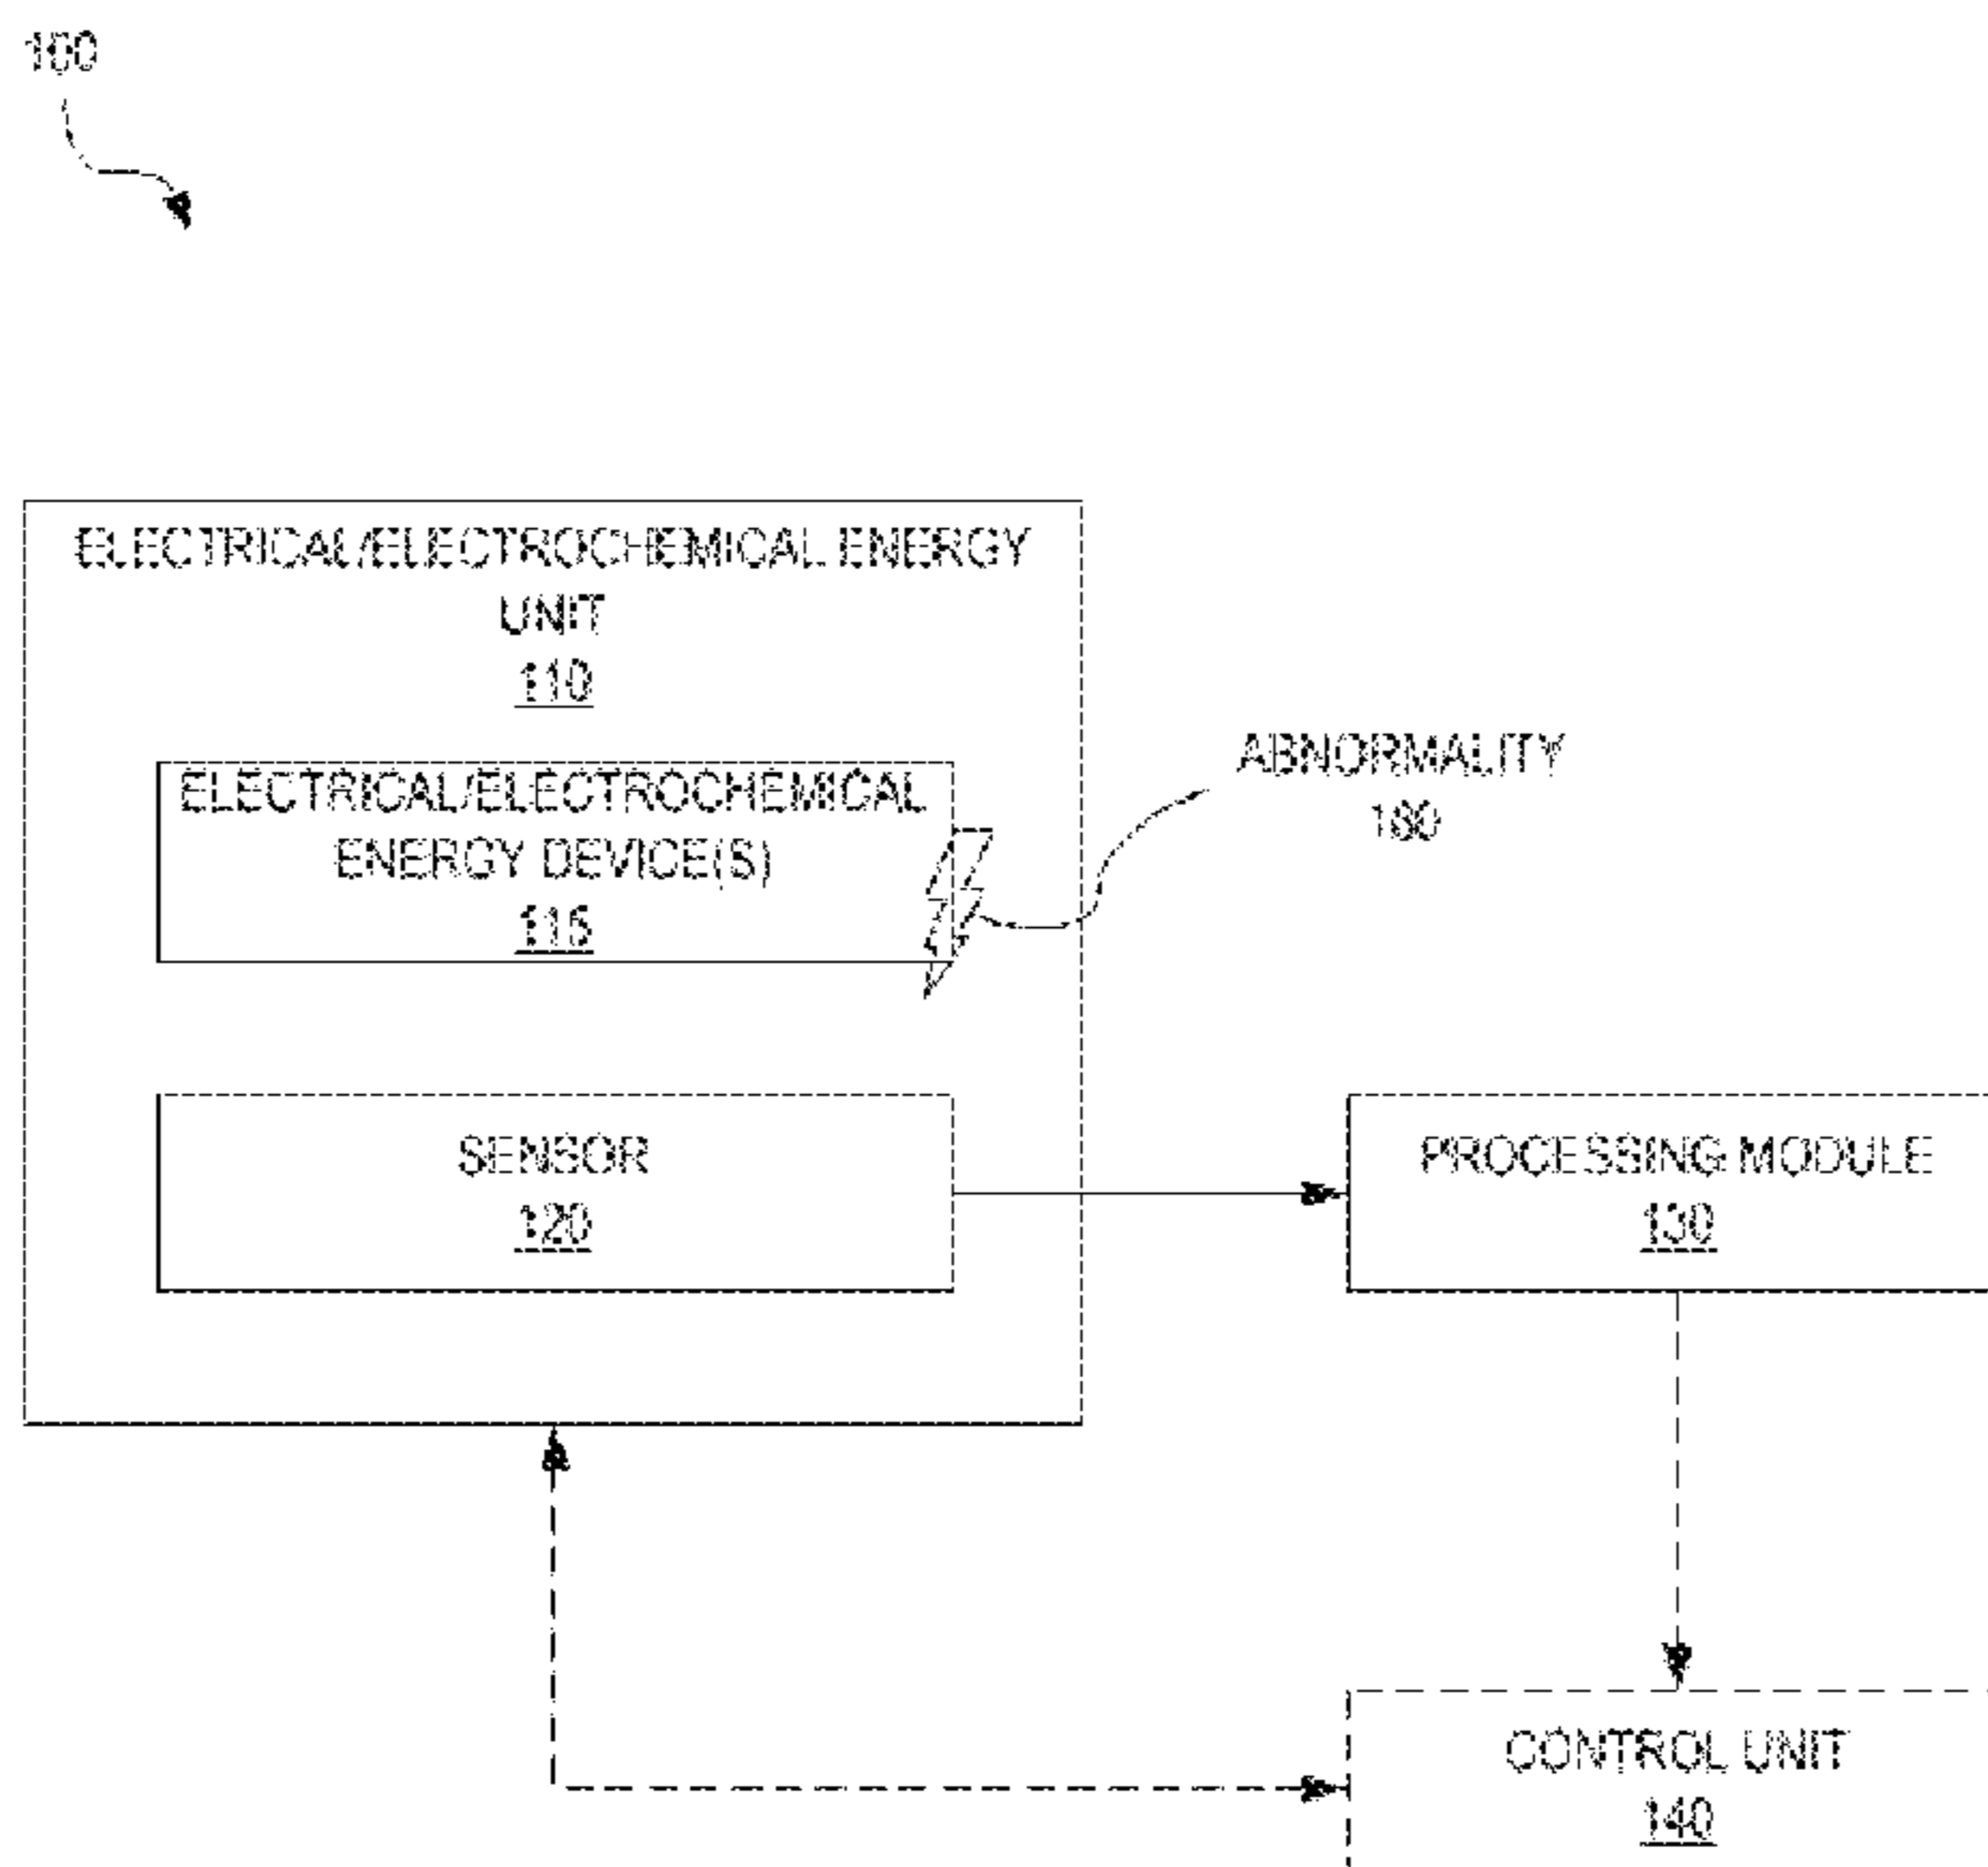 100
ELECTRICAL/ELECTROCHEMICAL ENERGY
UNIT
110
ELECTRICAL/ELECTROCHEMICAL
ENERGY DEVICE(S)
115
ABNORMALITY
SENSOR
120
PROCESSING MODULE
130
CONTROL UNIT
140